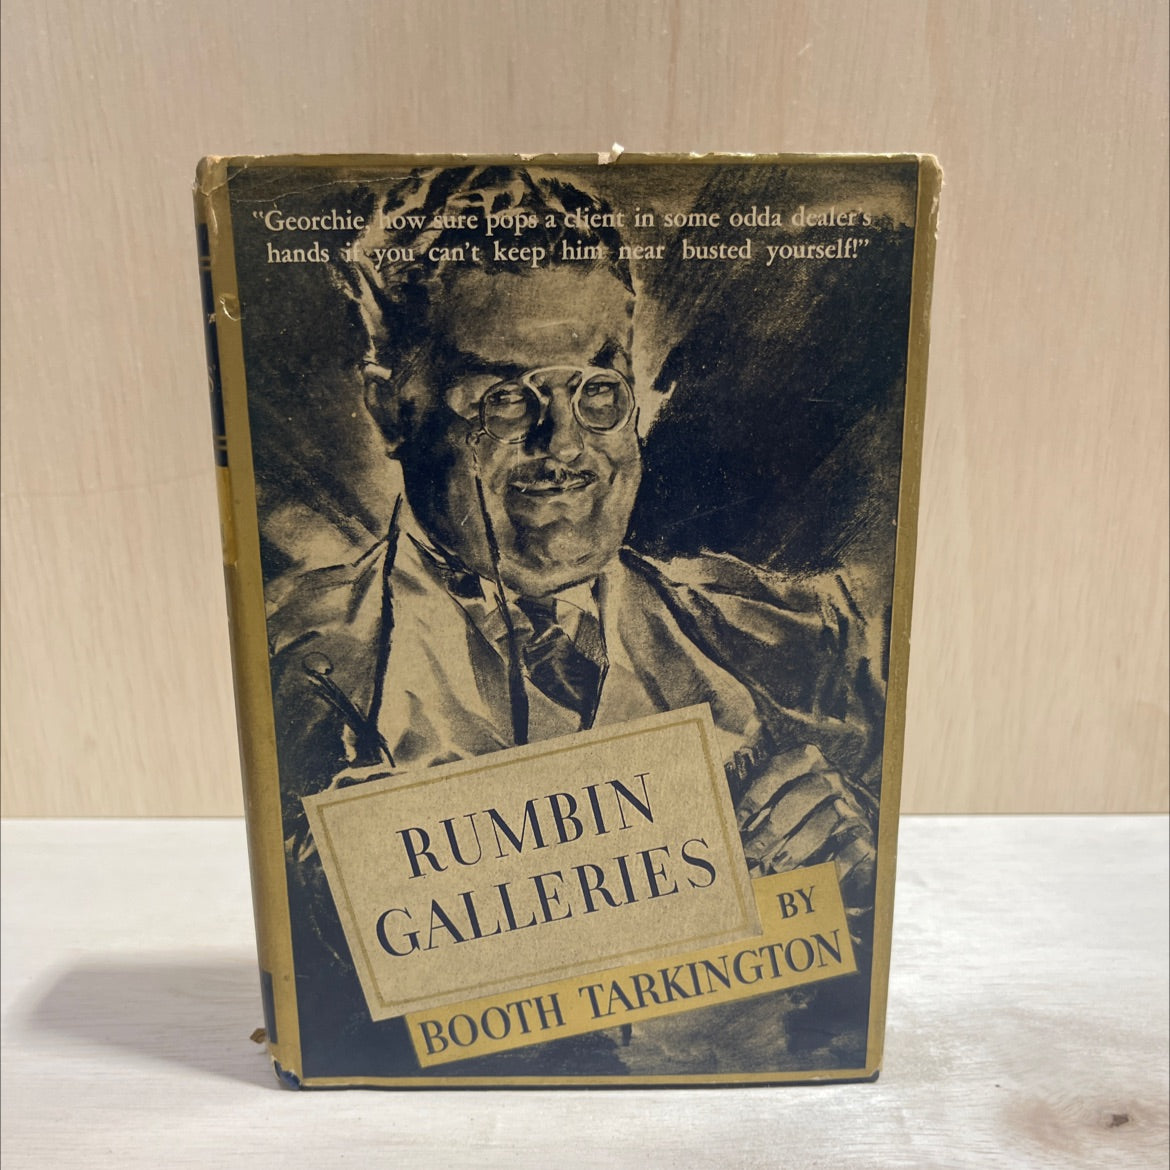 "Georchie, how sure pops a client in some odda dealer's
hands if you can't keep him near busted yourself!"
RUMBIN
GALLERIES
BY
BOOTH TARKINGTON